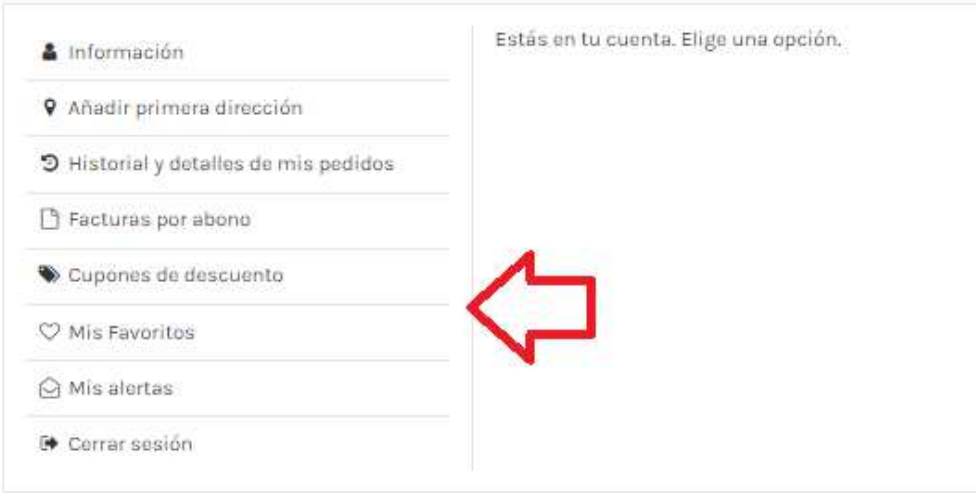 Información
Añadir primera dirección
Historial y detalles de mis pedidos
Facturas por abono
Cupones de descuento
Mis Favoritos
Mis alertas
Cerrar sesión
Estás en tu cuenta. Elige una opción.